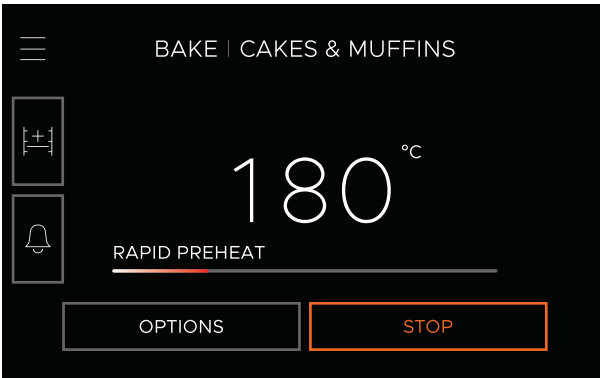 BAKE | CAKES & MUFFINS
180 °C
RAPID PREHEAT
OPTIONS
STOP